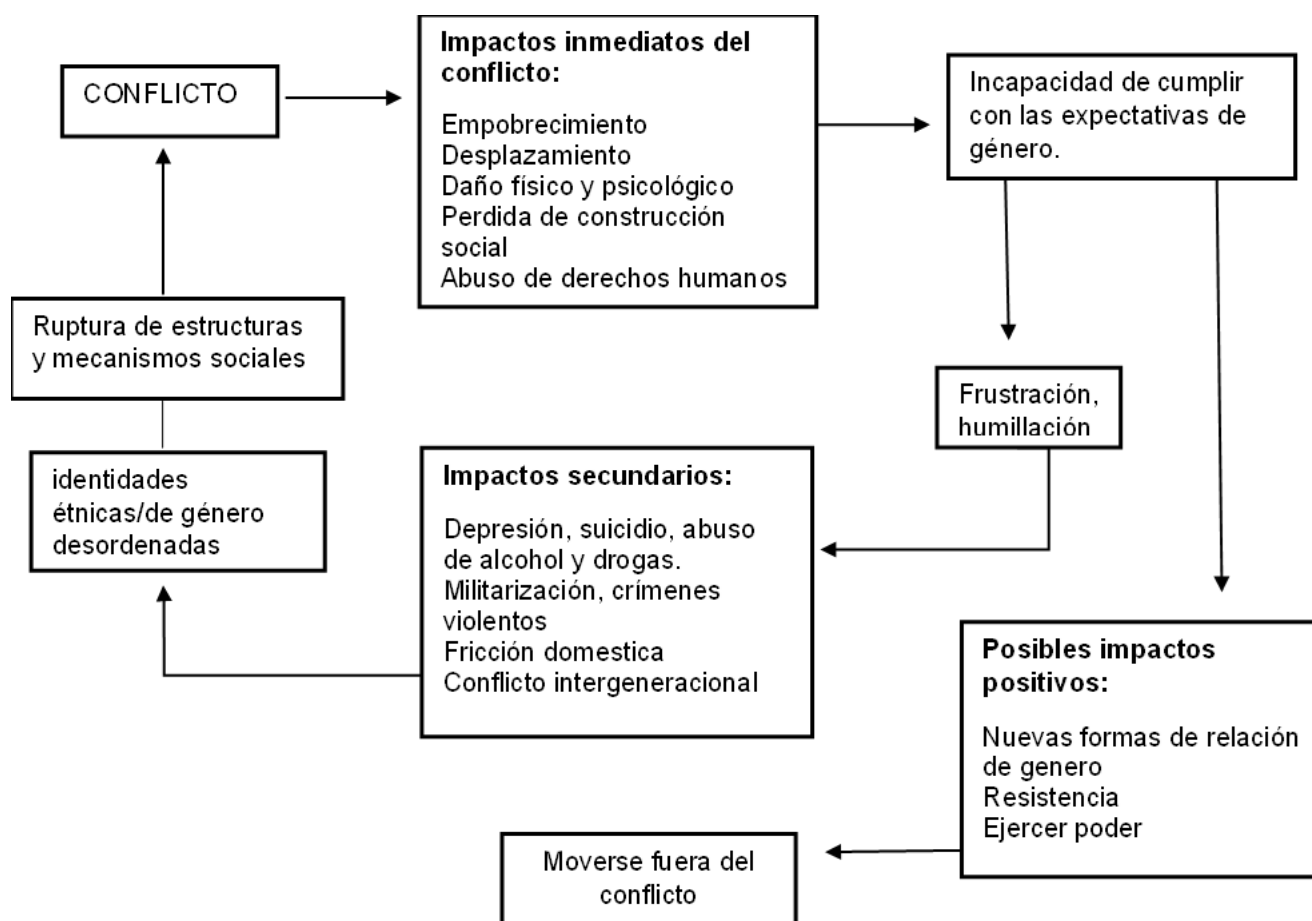 CONFLICTO
Impactos inmediatos del
conflicto:
Empobrecimiento
Desplazamiento
Daño físico y psicológico
Perdida de construcción
social
Abuso de derechos humanos
Incapacidad de cumplir
con las expectativas de
género.
Frustración,
humillación
Impactos secundarios:
Depresión, suicidio, abuso
de alcohol y drogas.
Militarización, crímenes
violentos
Fricción domestica
Conflicto intergeneracional
identidades
étnicas/de género
desordenadas
Ruptura de estructuras
y mecanismos sociales
Posibles impactos
positivos:
Nuevas formas de relación
de genero
Resistencia
Ejercer poder
Moverse fuera del
conflicto